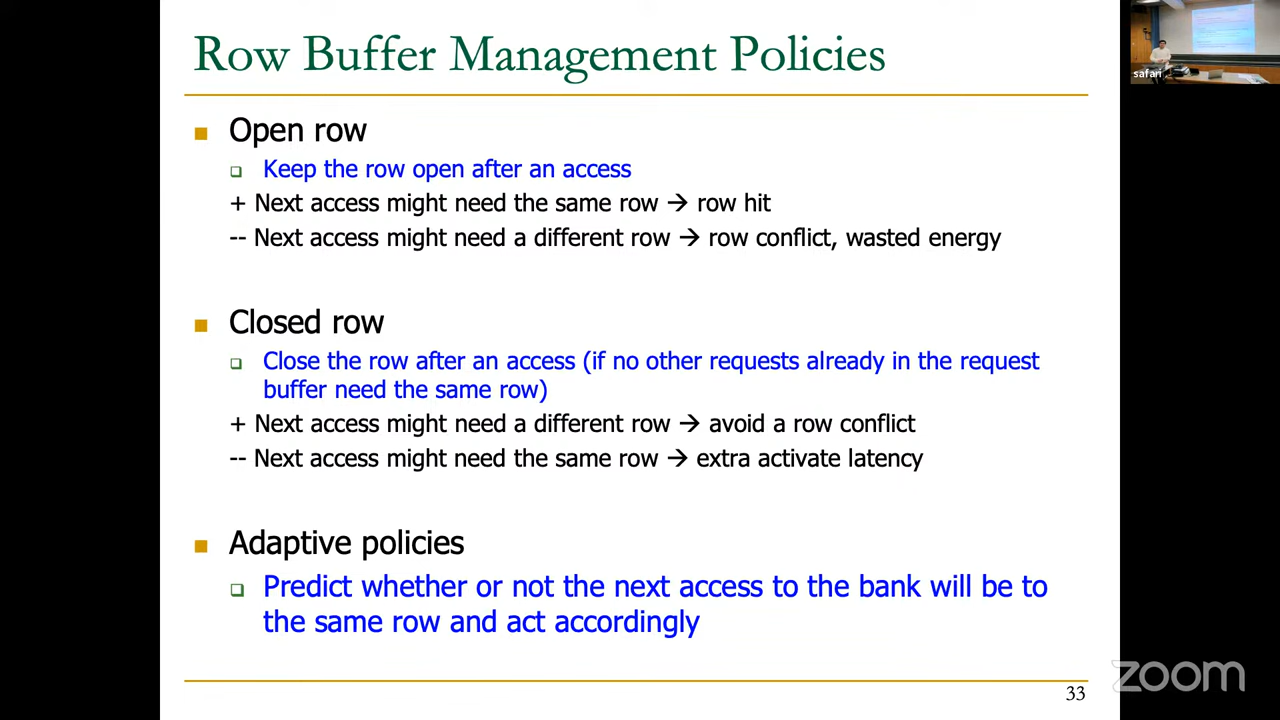 Row Buffer Management Policies
safari
Open row
Keep the row open after an access
+ Next access might need the same row → row hit
-- Next access might need a different row → row conflict, wasted energy
Closed row
Close the row after an access (if no other requests already in the request
buffer need the same row)
+ Next access might need a different row → avoid a row conflict
-- Next access might need the same row → extra activate latency
Adaptive policies
Predict whether or not the next access to the bank will be to
the same row and act accordingly
33
zoom